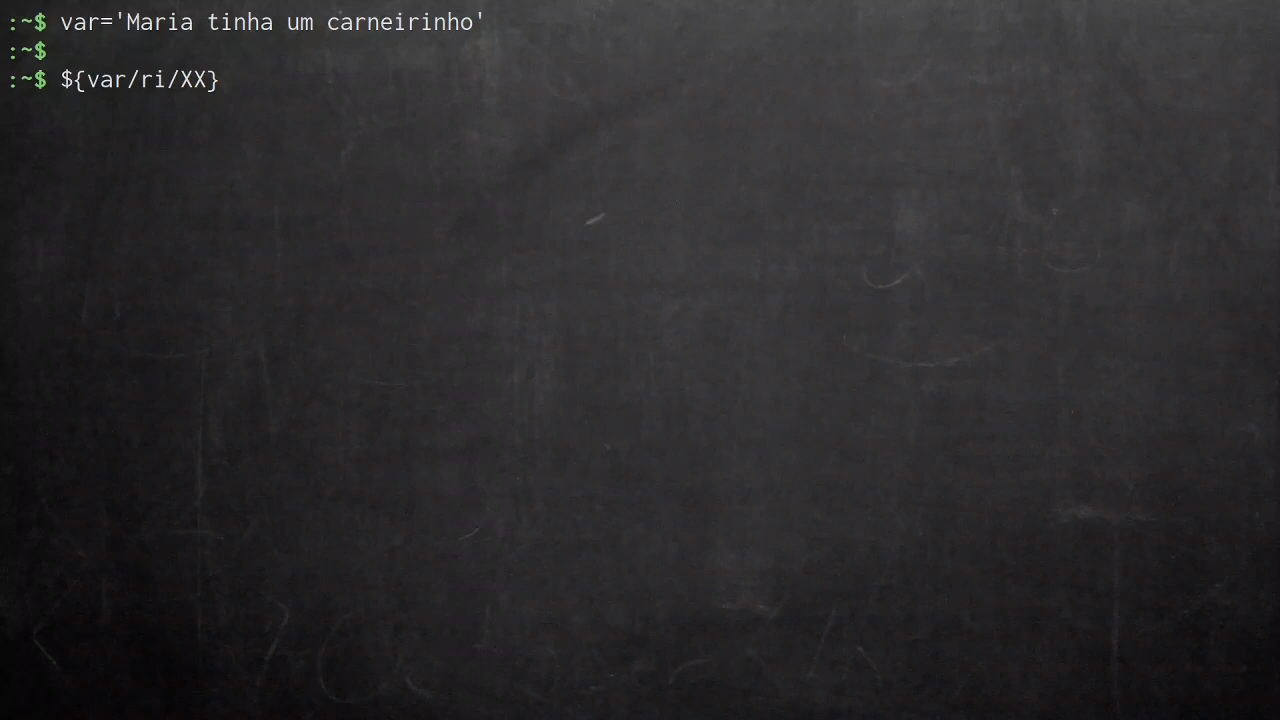 :~$ var='Maria tinha um carneirinho'
:~$
:~$ ${var/ri/XX}